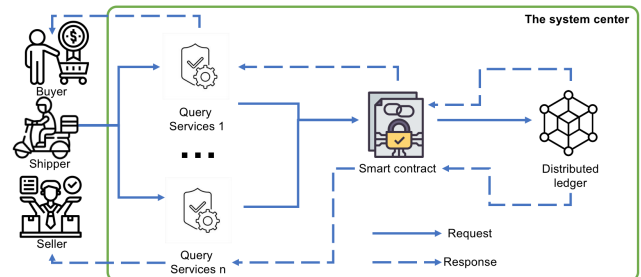 The system center
Buyer
Shipper
Seller
Query
Services 1
...
Query
Services n
Smart contract
Distributed
ledger
Request
Response